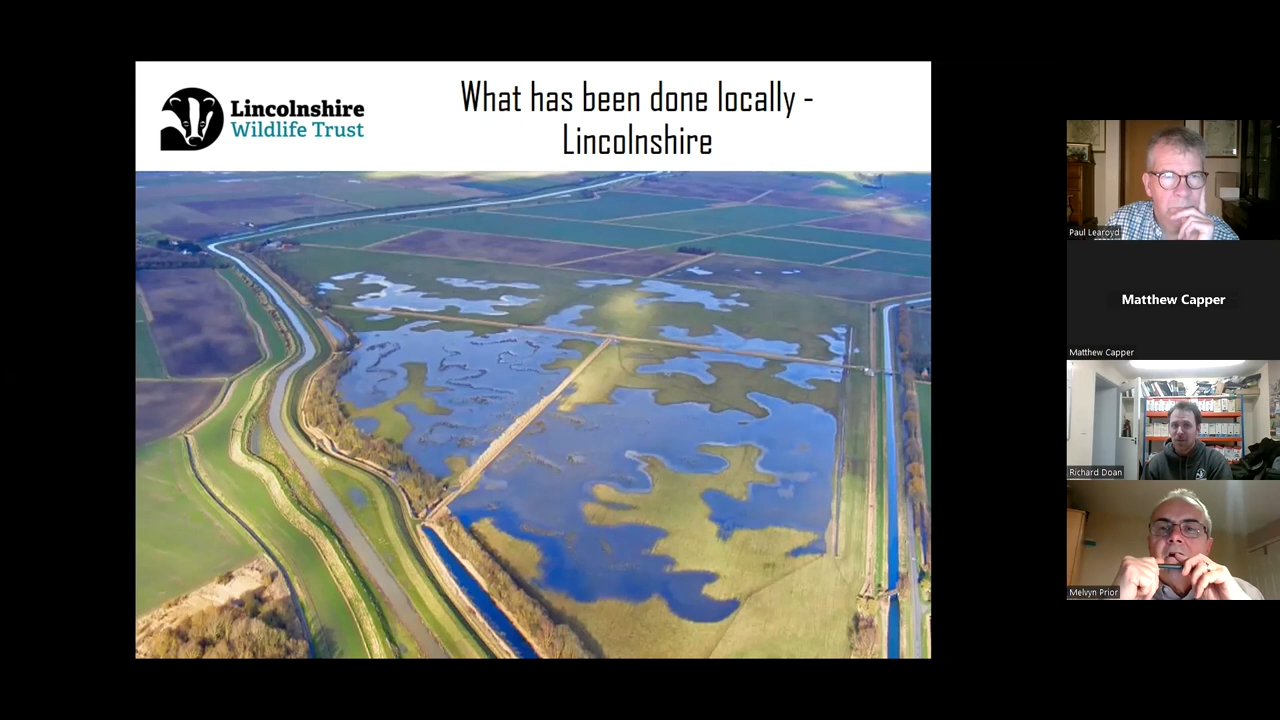 Lincolnshire
Wildlife Trust
What has been done locally -
Lincolnshire
Paul Learoyd
Matthew Capper
Matthew Capper
Richard Doan
Melvyn Prior